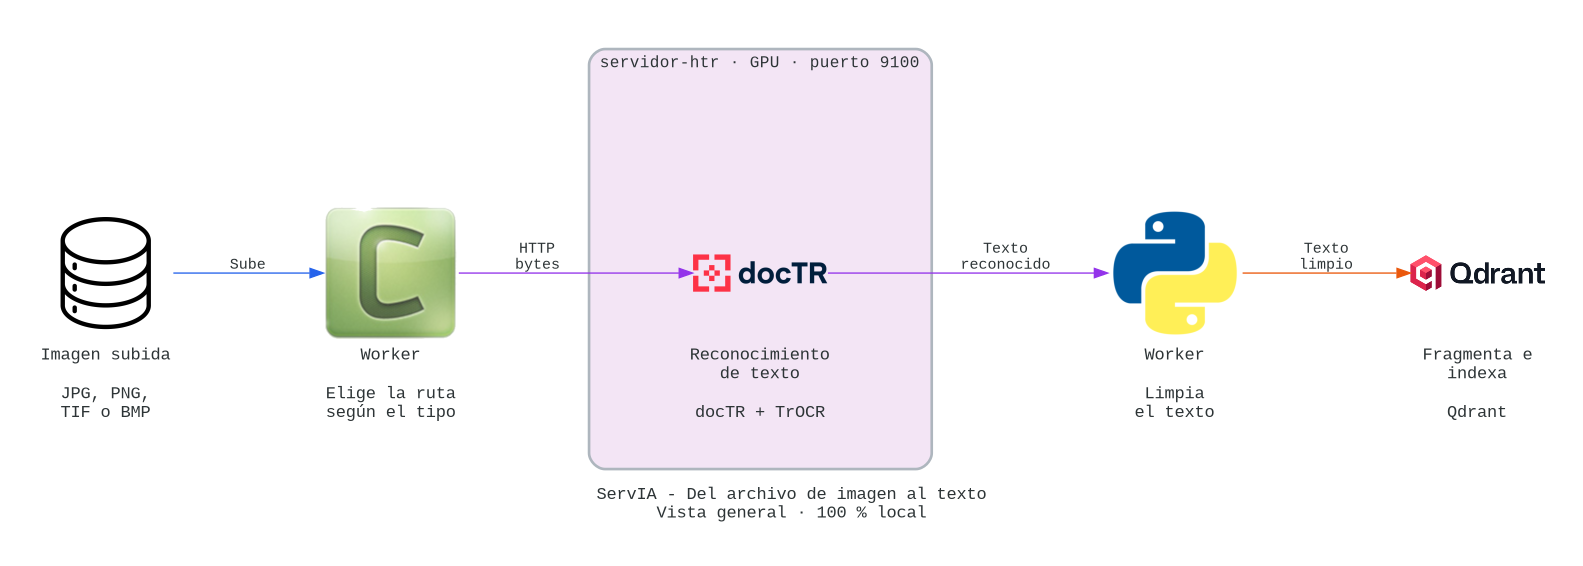 servidor-htr · GPU · puerto 9100
Sube
HTTP
bytes
docTR
Texto
reconocido
Texto
limpio
Qdrant
Imagen subida
JPG, PNG,
TIF o BMP
Worker
Elige la ruta
según el tipo
Reconocimiento
de texto
docTR + TrOCR
Worker
Limpia
el texto
Fragmenta e
indexa
Qdrant
ServIA - Del archivo de imagen al texto
Vista general · 100 % local